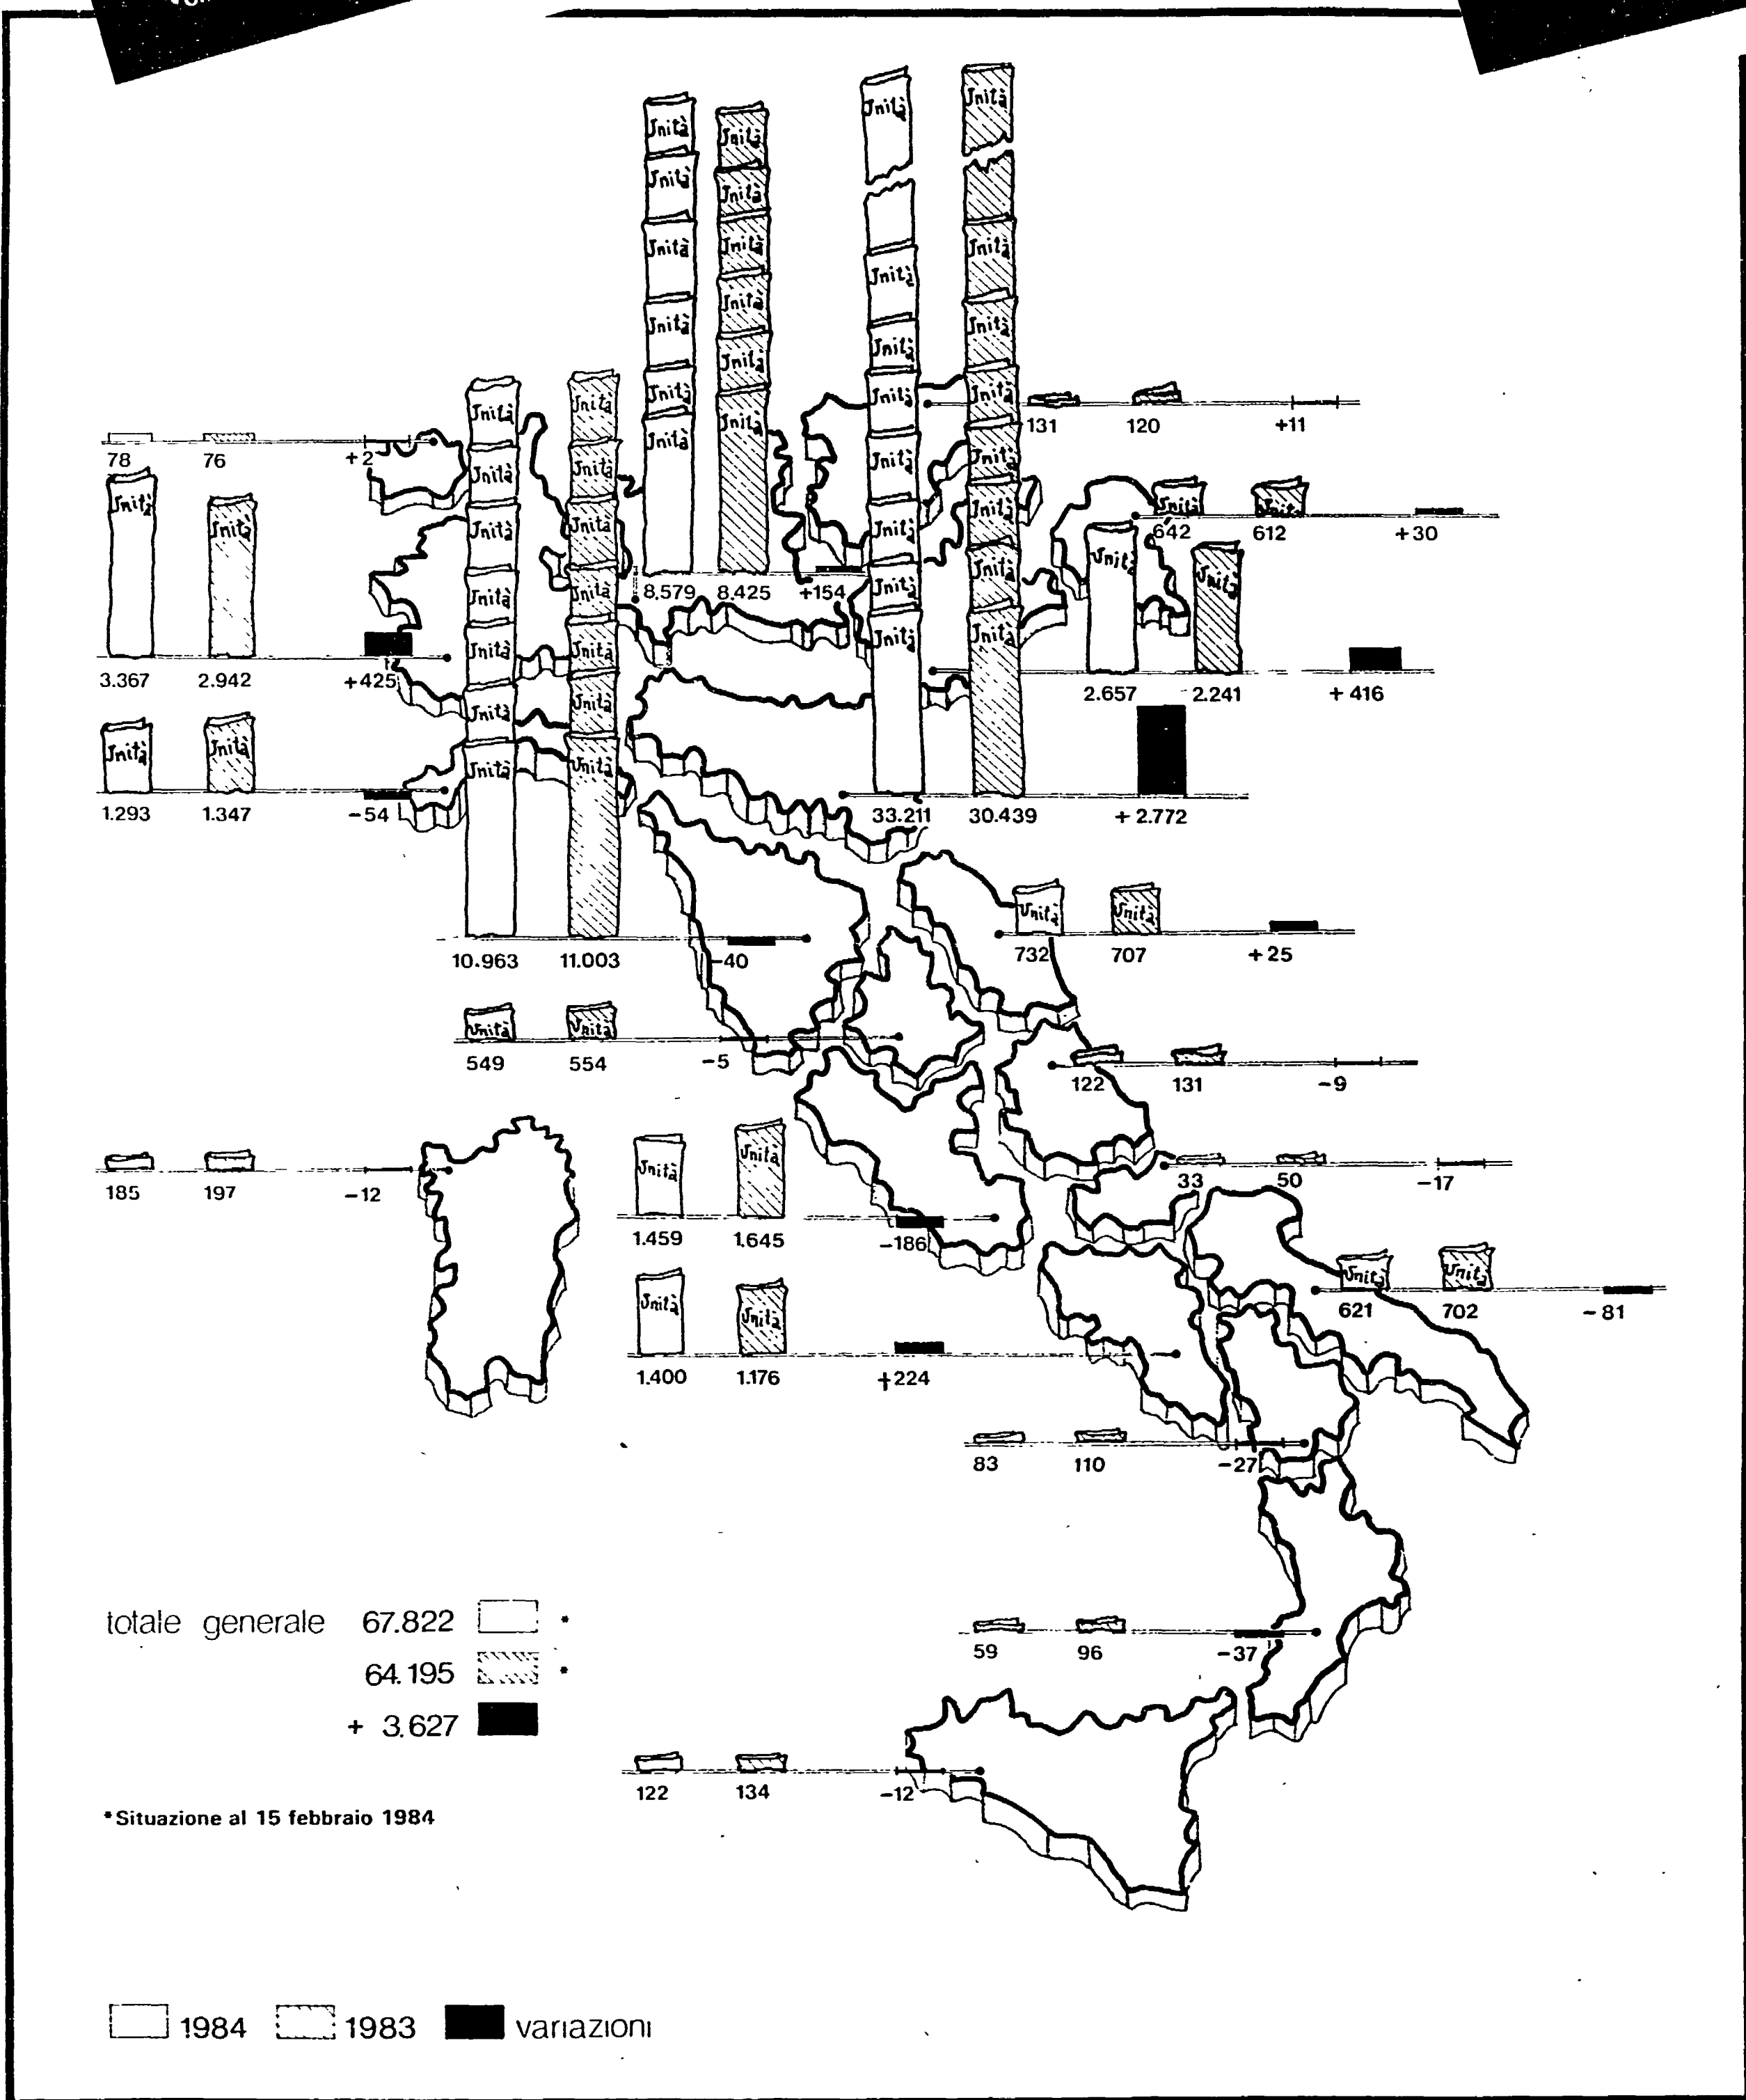 Unità Unità
Unità Unità
131 120 +11
78 76 +2
642 612 +30
8.579 8.425 +154
3.367 2.942 +425
2.657 2.241 +416
1.293 1.347 -54
33.211 30.439 +2.772
732 707 +25
10.963 11.003 -40
549 554 -5
122 131 -9
185 197 -12
33 50 -17
1.459 1.645 -186
621 702 -81
1.400 1.176 +224
83 110 -27
totale generale 67.822 *
64.195 *
+ 3.627
59 96 -37
122 134 -12
*Situazione al 15 febbraio 1984
1984 1983 variazioni